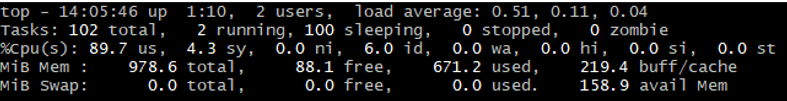 top - 14:05:46 up  1:10,  2 users,  load average: 0.51, 0.11, 0.04
Tasks: 102 total,   2 running, 100 sleeping,   0 stopped,   0 zombie
%Cpu(s): 89.7 us,  4.3 sy,  0.0 ni,  6.0 id,  0.0 wa,  0.0 hi,  0.0 si,  0.0 st
MiB Mem :    978.6 total,     88.1 free,    671.2 used,    219.4 buff/cache
MiB Swap:      0.0 total,      0.0 free,      0.0 used.    158.9 avail Mem